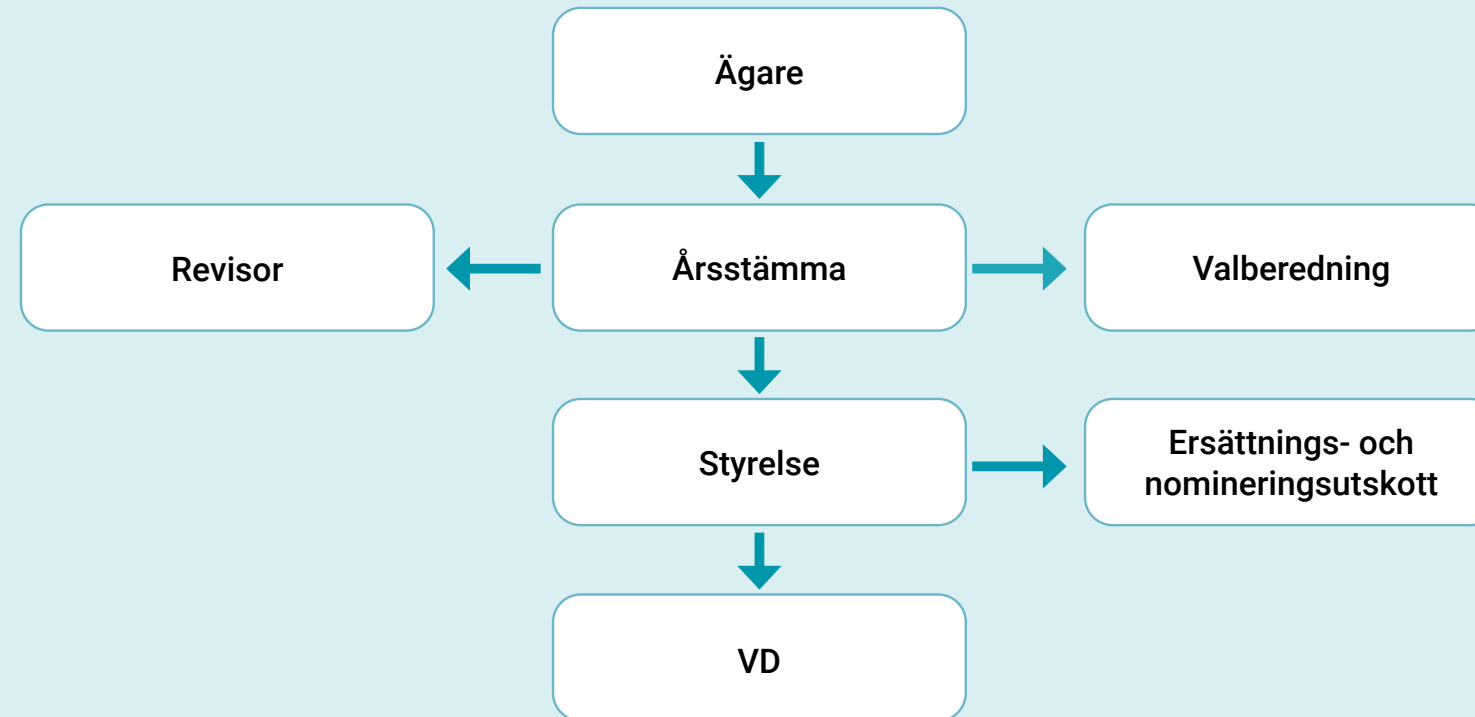 Ägare
Revisor
Årsstämma
Valberedning
Styrelse
Ersättnings- och
nomineringsutskott
VD